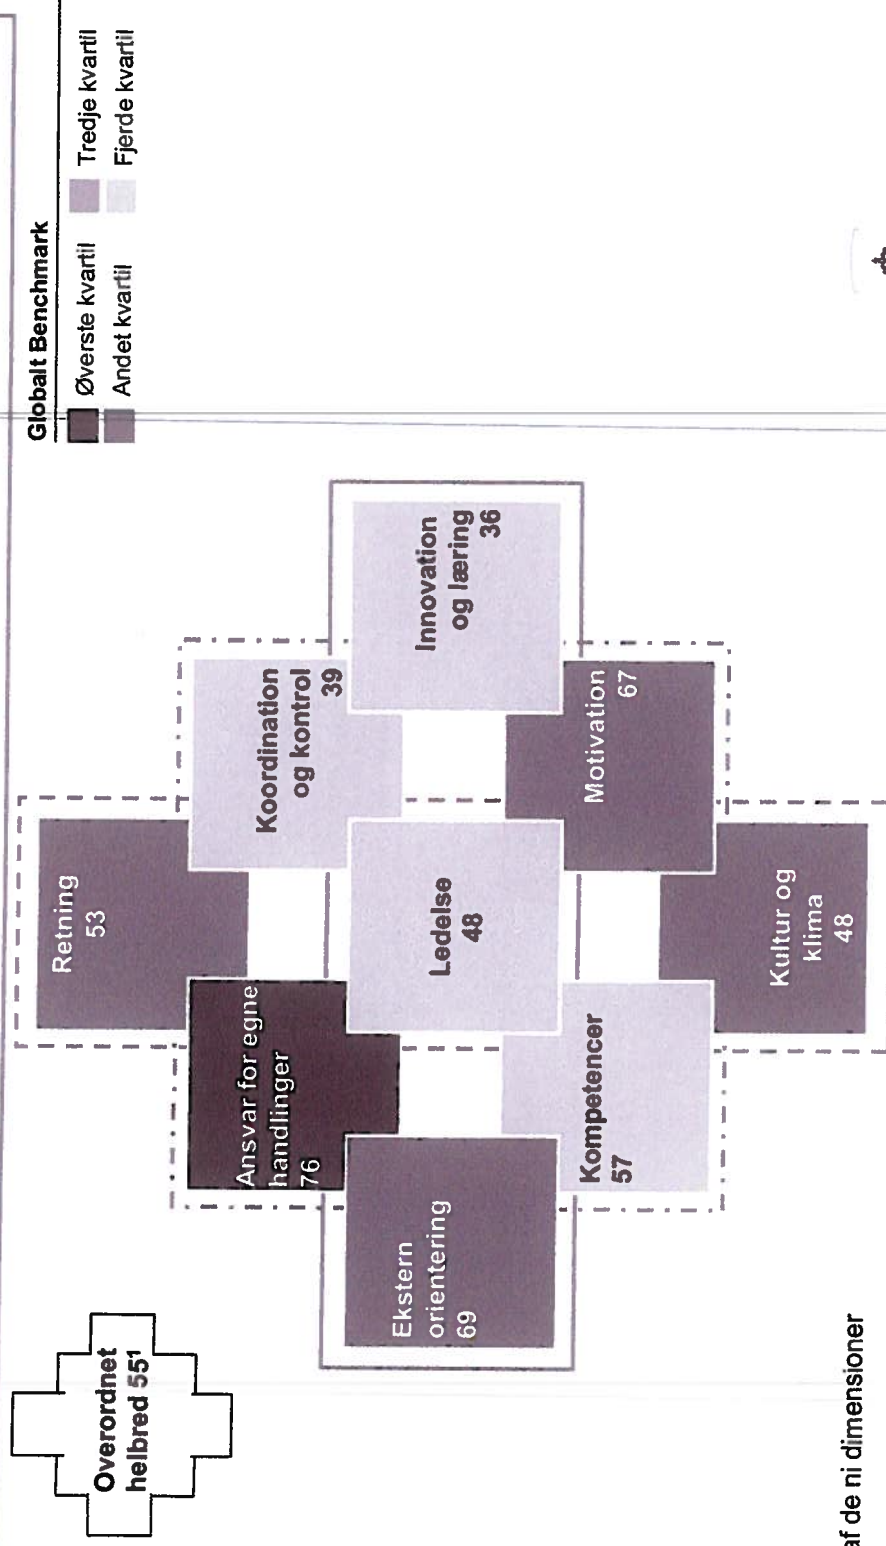 Globalt Benchmark
Øverste kvartil
Tredje kvartil
Andet kvartil
Fjerde kvartil
Overordnet
helbred 55¹
Retning
53
Ansvar for egne
handlinger
76
Koordination
og kontrol
39
Ekstern
orientering
69
Ledelse
48
Innovation
og læring
36
Kompetencer
57
Motivation
67
Kultur og
klima
48
af de ni dimensioner